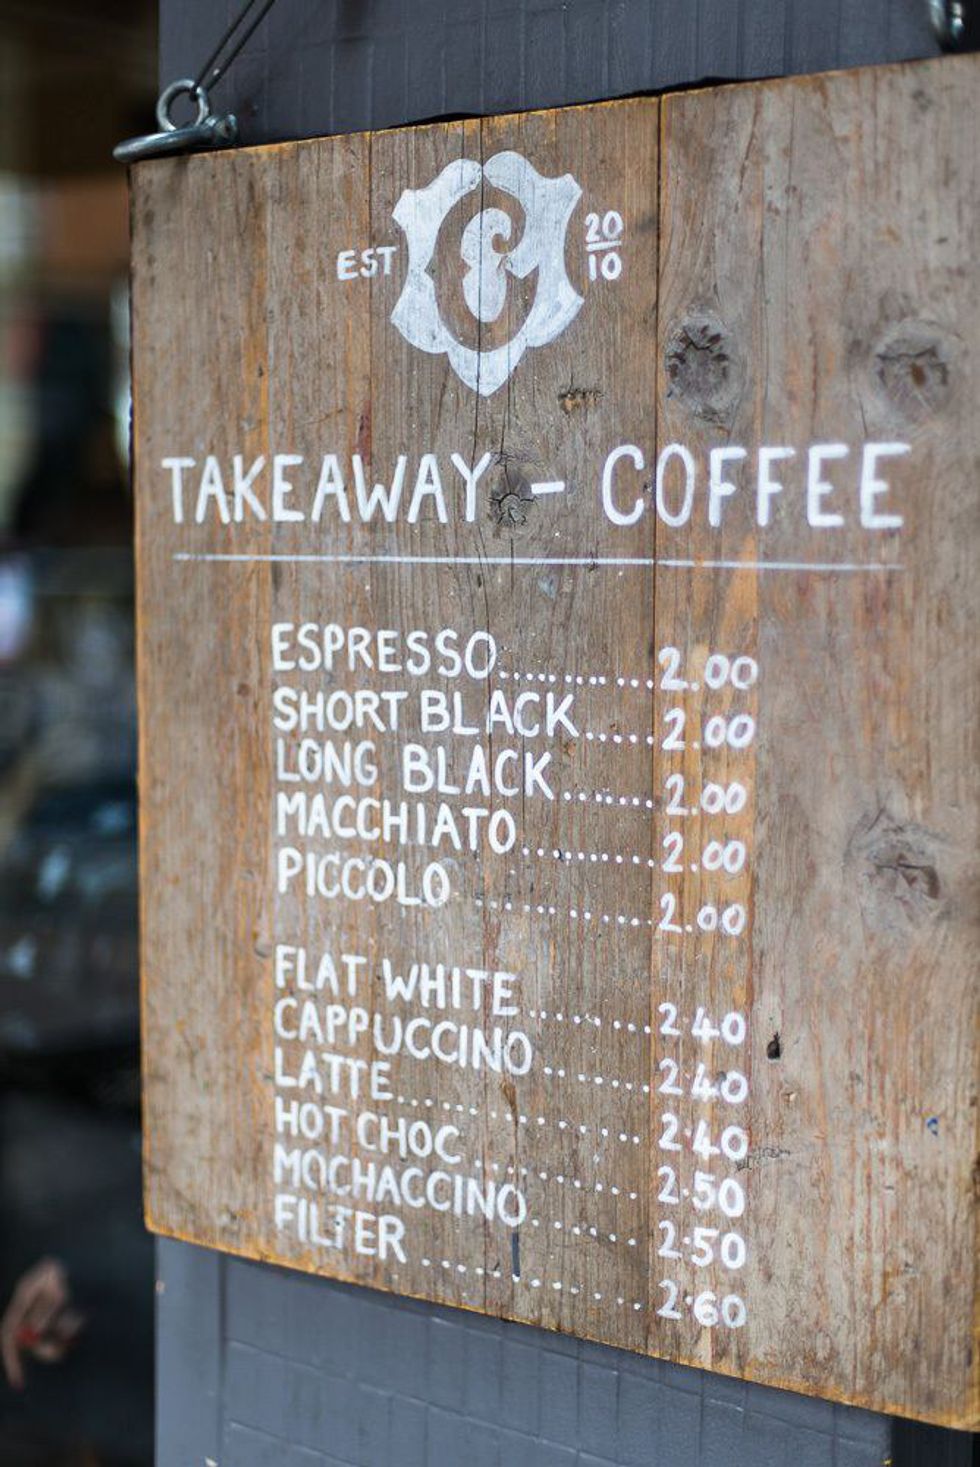 EST 20
10
TAKEAWAY - COFFEE
ESPRESSO..............2.00
SHORT BLACK......2.00
LONG BLACK........2.00
MACCHIATO...........2.00
PICCOLO..............2.00
FLAT WHITE..........2.40
CAPPUCCINO.......2.40
LATTE...................2.40
HOT CHOC............2.50
MOCHACCINO.......2.50
FILTER.................2.60